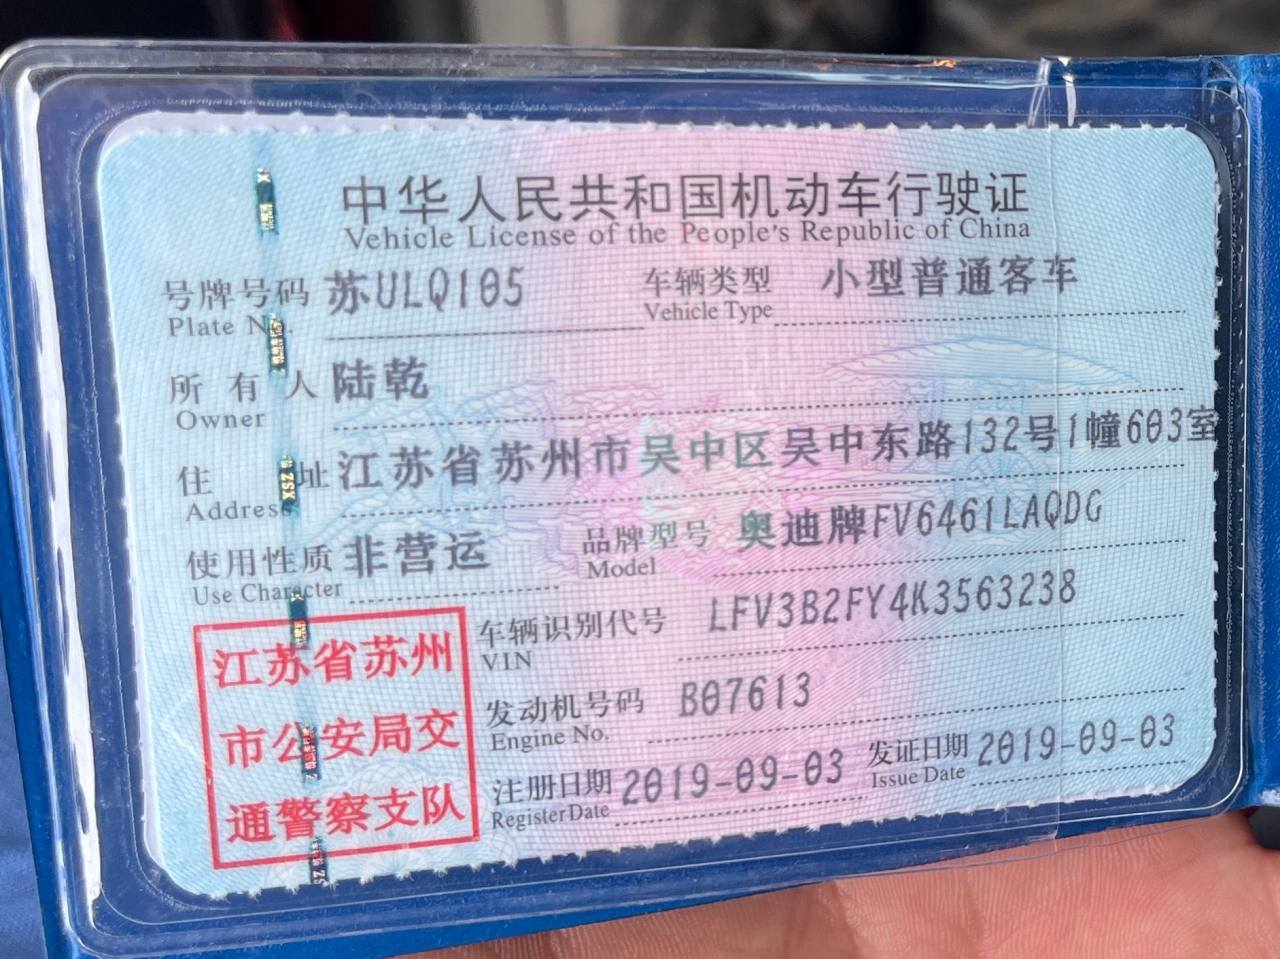 中华人民共和国机动车行驶证
Vehicle License of the People's Republic of China
号牌号码 苏ULQ105 车辆类型 小型普通客车
Plate No. Vehicle Type
所有人 陆乾
Owner
住址 江苏省苏州市吴中区吴中东路132号1幢603室
Address
使用性质 非营运 品牌型号 奥迪牌FV6461LAQDG
Use Character Model
车辆识别代号 LFV3B2FY4K3563238
VIN
发动机号码 B07613
Engine No.
注册日期 2019-09-03 发证日期 2019-09-03
Register Date Issue Date
江苏省苏州
市公安局交
通警察支队